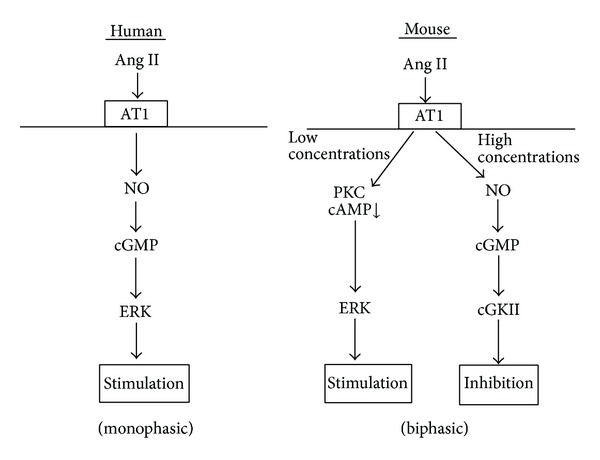 Human
Ang II
AT1
NO
cGMP
ERK
Stimulation
(monophasic)
Mouse
Ang II
AT1
Low
concentrations
PKC
cAMP↓
ERK
Stimulation
High
concentrations
NO
cGMP
cGKII
Inhibition
(biphasic)